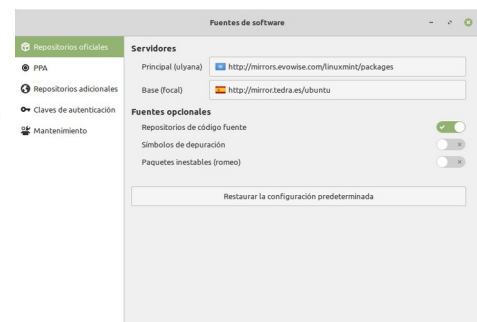 Fuentes de software
Repositorios oficiales
PPA
Repositorios adicionales
Claves de autenticación
Mantenimiento
Servidores
Principal (ulyana) http://mirrors.evowise.com/linuxmint/packages
Base (focal) http://mirror.tedra.es/ubuntu
Fuentes opcionales
Repositorios de código fuente
Símbolos de depuración
Paquetes inestables (romeo)
Restaurar la configuración predeterminada